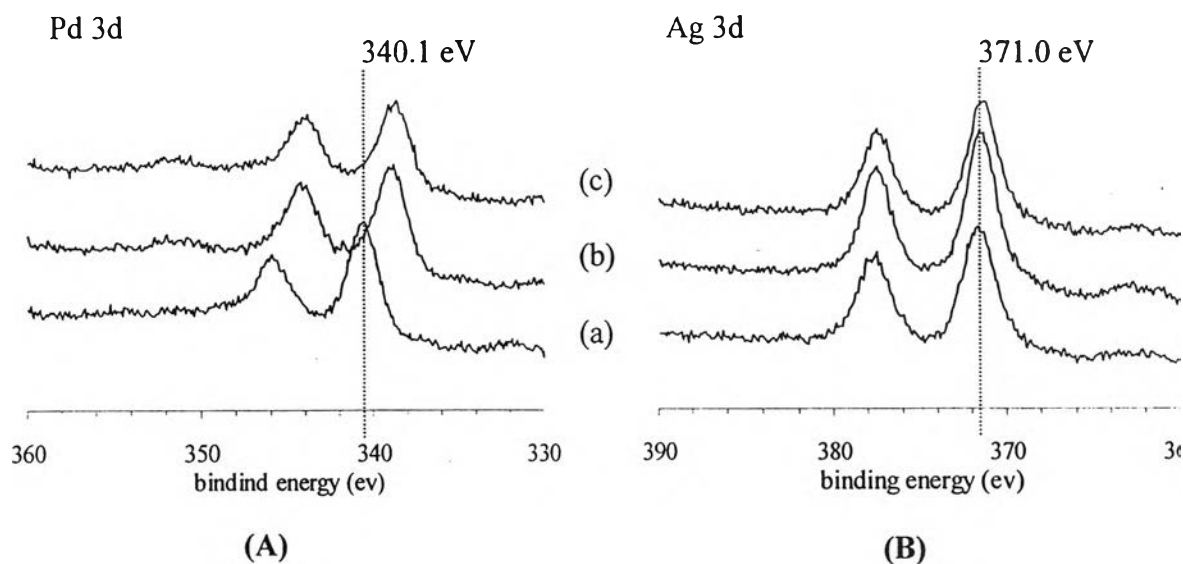 Pd 3d
340.1 eV
Ag 3d
371.0 eV
(c)
(b)
(a)
360 350 340 330
bindind energy (ev)
390 380 370
binding energy (ev)
(A)
(B)